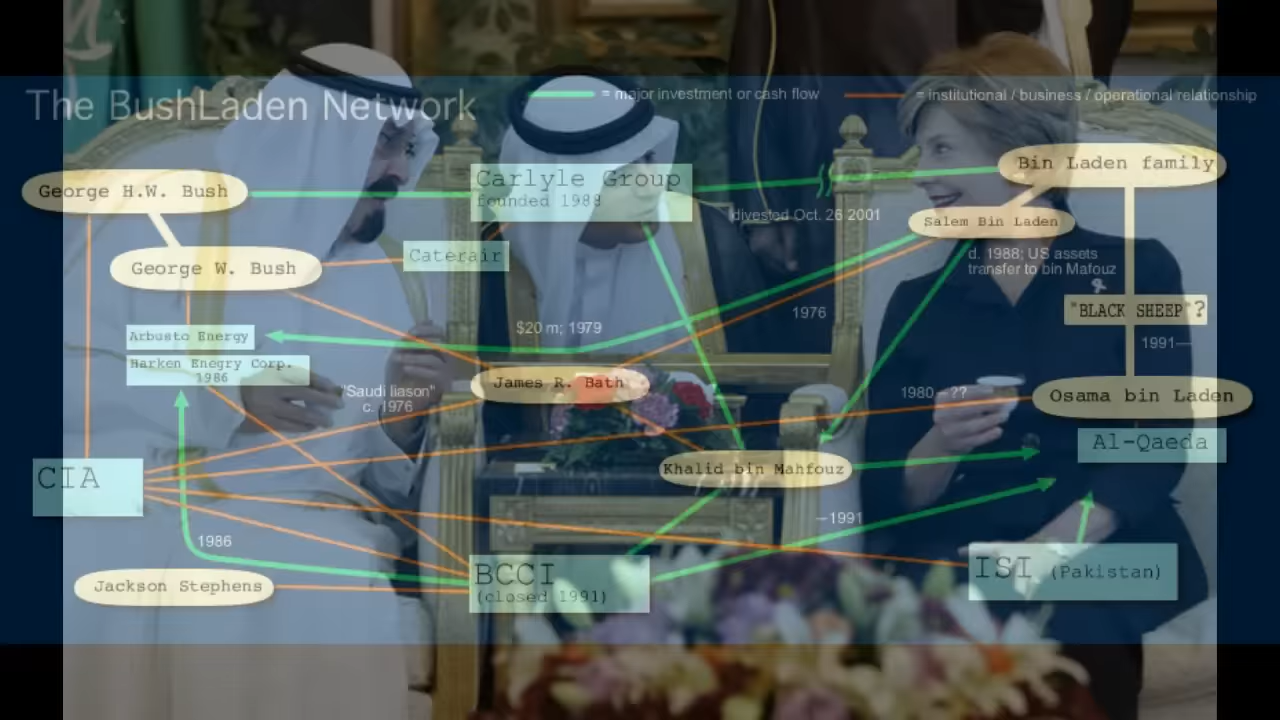 The BushLaden Network
= major investment or cash flow
= institutional / business / operational relationship
George H.W. Bush
Carlyle Group
founded 1988
divested Oct. 26 2001
Bin Laden family
Salem Bin Laden
d. 1988; US assets
transfer to bin Mafouz
George W. Bush
Caterair
"BLACK SHEEP"?
1991—
Arbusto Energy
$20 m; 1979
1976
Harken Enegry Corp.
1986
"Saudi liason"
c. 1976
James R. Bath
1980 - ??
Osama bin Laden
Al-Qaeda
CIA
Khalid bin Mahfouz
—1991
1986
BCCI
(closed 1991)
ISI (Pakistan)
Jackson Stephens